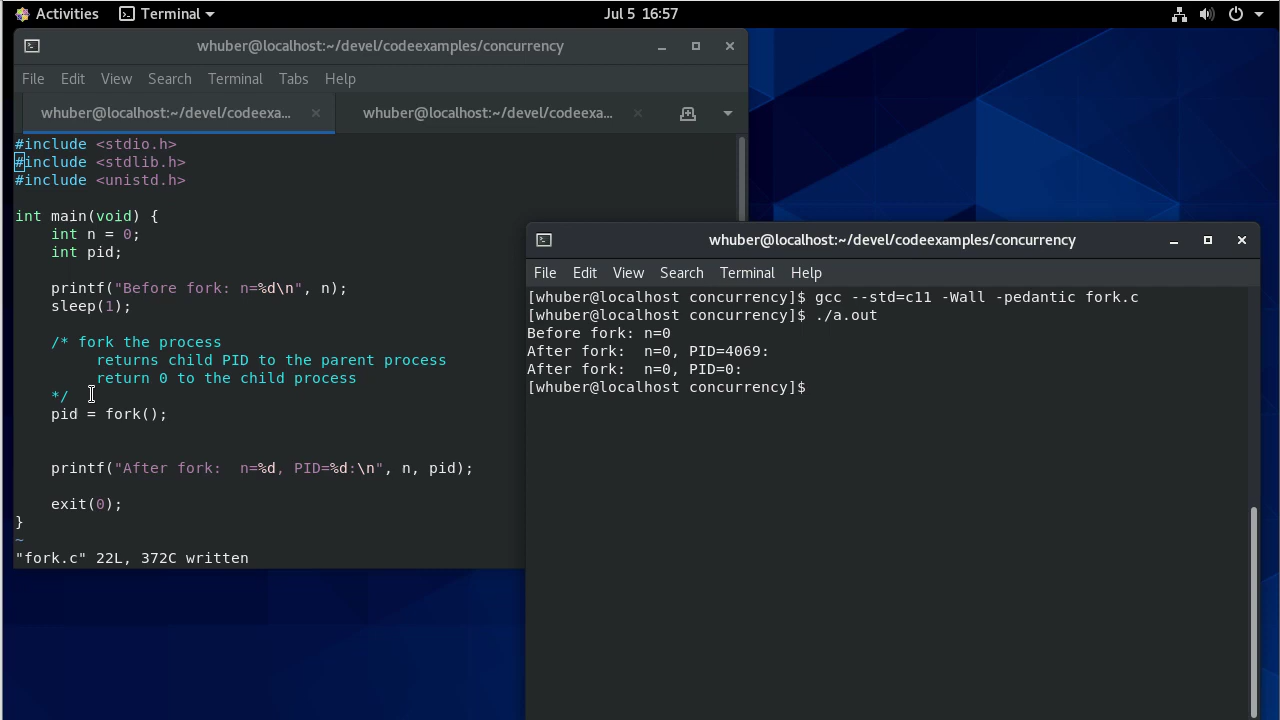 Activities Terminal Jul 5 16:57
whuber@localhost:~/devel/codeexamples/concurrency
File Edit View Search Terminal Tabs Help
whuber@localhost:~/devel/codeexa... whuber@localhost:~/devel/codeexa...
#include <stdio.h>
#include <stdlib.h>
#include <unistd.h>
int main(void) {
    int n = 0;
    int pid;
    printf("Before fork: n=%d\n", n);
    sleep(1);
    /* fork the process
         returns child PID to the parent process
         return 0 to the child process
    */
    pid = fork();
    printf("After fork:  n=%d, PID=%d:\n", n, pid);
    exit(0);
}
~
"fork.c" 22L, 372C written
whuber@localhost:~/devel/codeexamples/concurrency
File Edit View Search Terminal Help
[whuber@localhost concurrency]$ gcc --std=c11 -Wall -pedantic fork.c
[whuber@localhost concurrency]$ ./a.out
Before fork: n=0
After fork:  n=0, PID=4069:
After fork:  n=0, PID=0:
[whuber@localhost concurrency]$